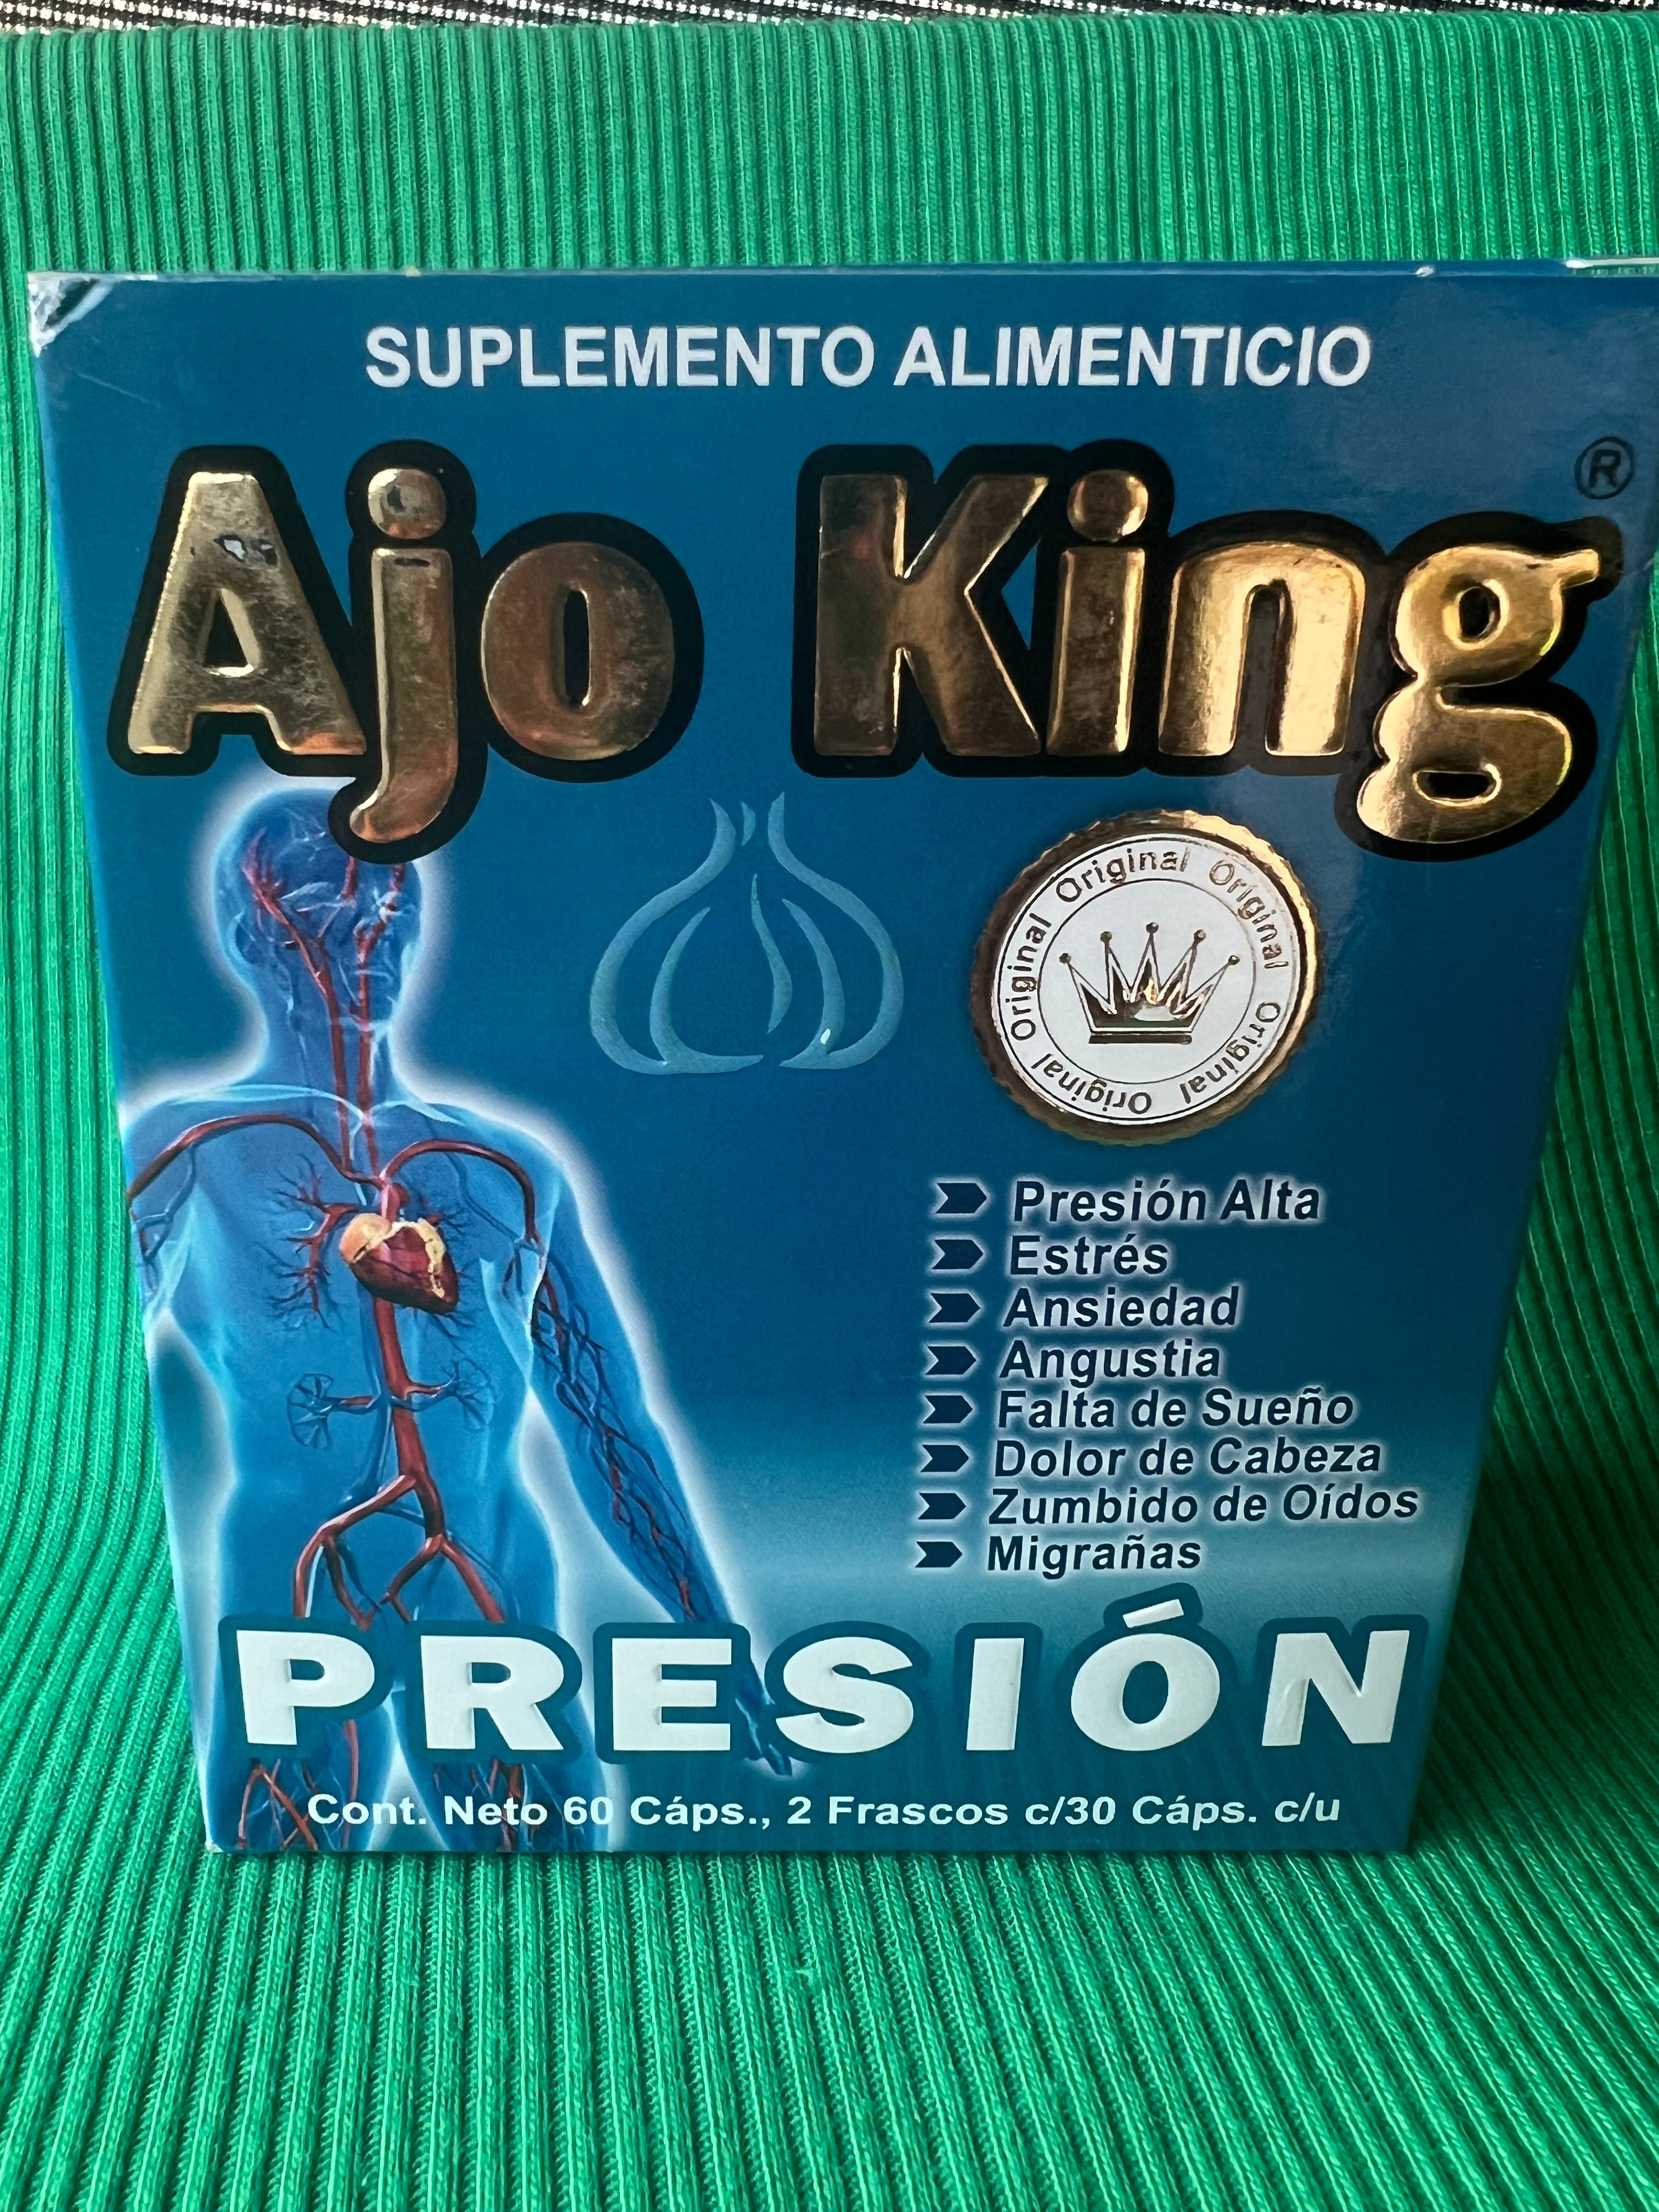 SUPLEMENTO ALIMENTICIO
Ajo King ®
Original Original Original Original Original Original
Presión Alta
Estrés
Ansiedad
Angustia
Falta de Sueño
Dolor de Cabeza
Zumbido de Oídos
Migrañas
PRESIÓN
Cont. Neto 60 Cáps., 2 Frascos c/30 Cáps. c/u